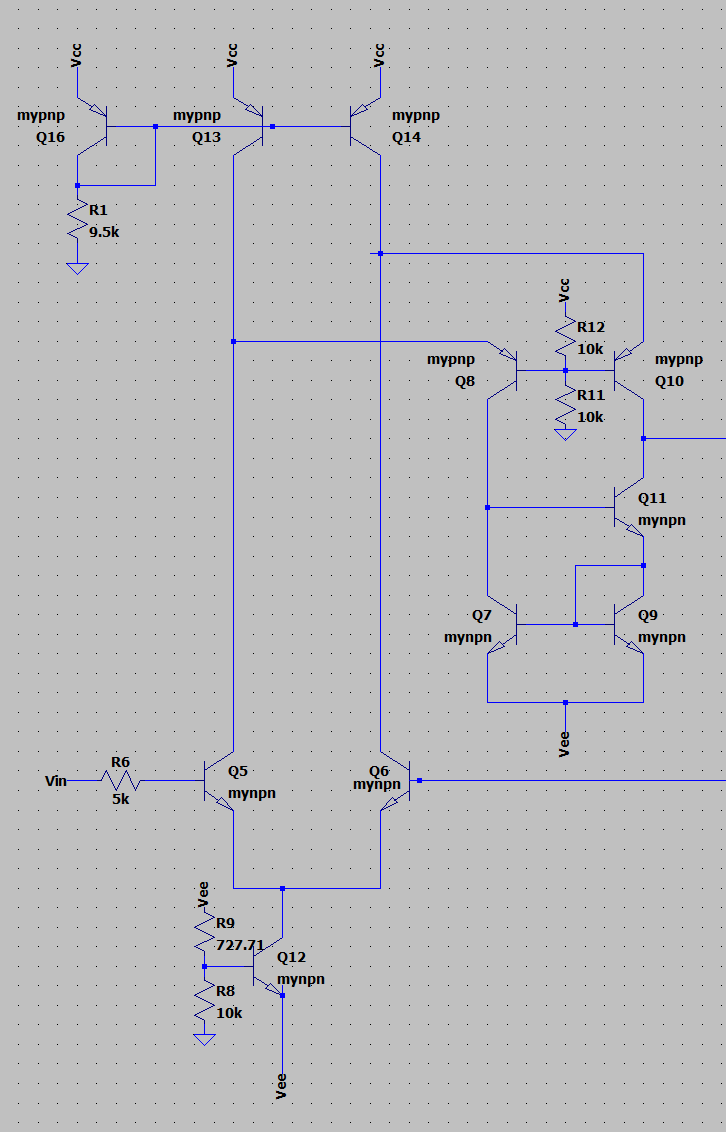 Vcc
Vcc
Vcc
mypnp
Q16
mypnp
Q13
mypnp
Q14
R1
9.5k
Vcc
R12
10k
mypnp
Q8
mypnp
Q10
R11
10k
Q11
mynpn
Q7
mynpn
Q9
mynpn
Vee
Vin
R6
5k
Q5
mynpn
Q6
mynpn
Vee
R9
727.71
Q12
mynpn
R8
10k
Vee